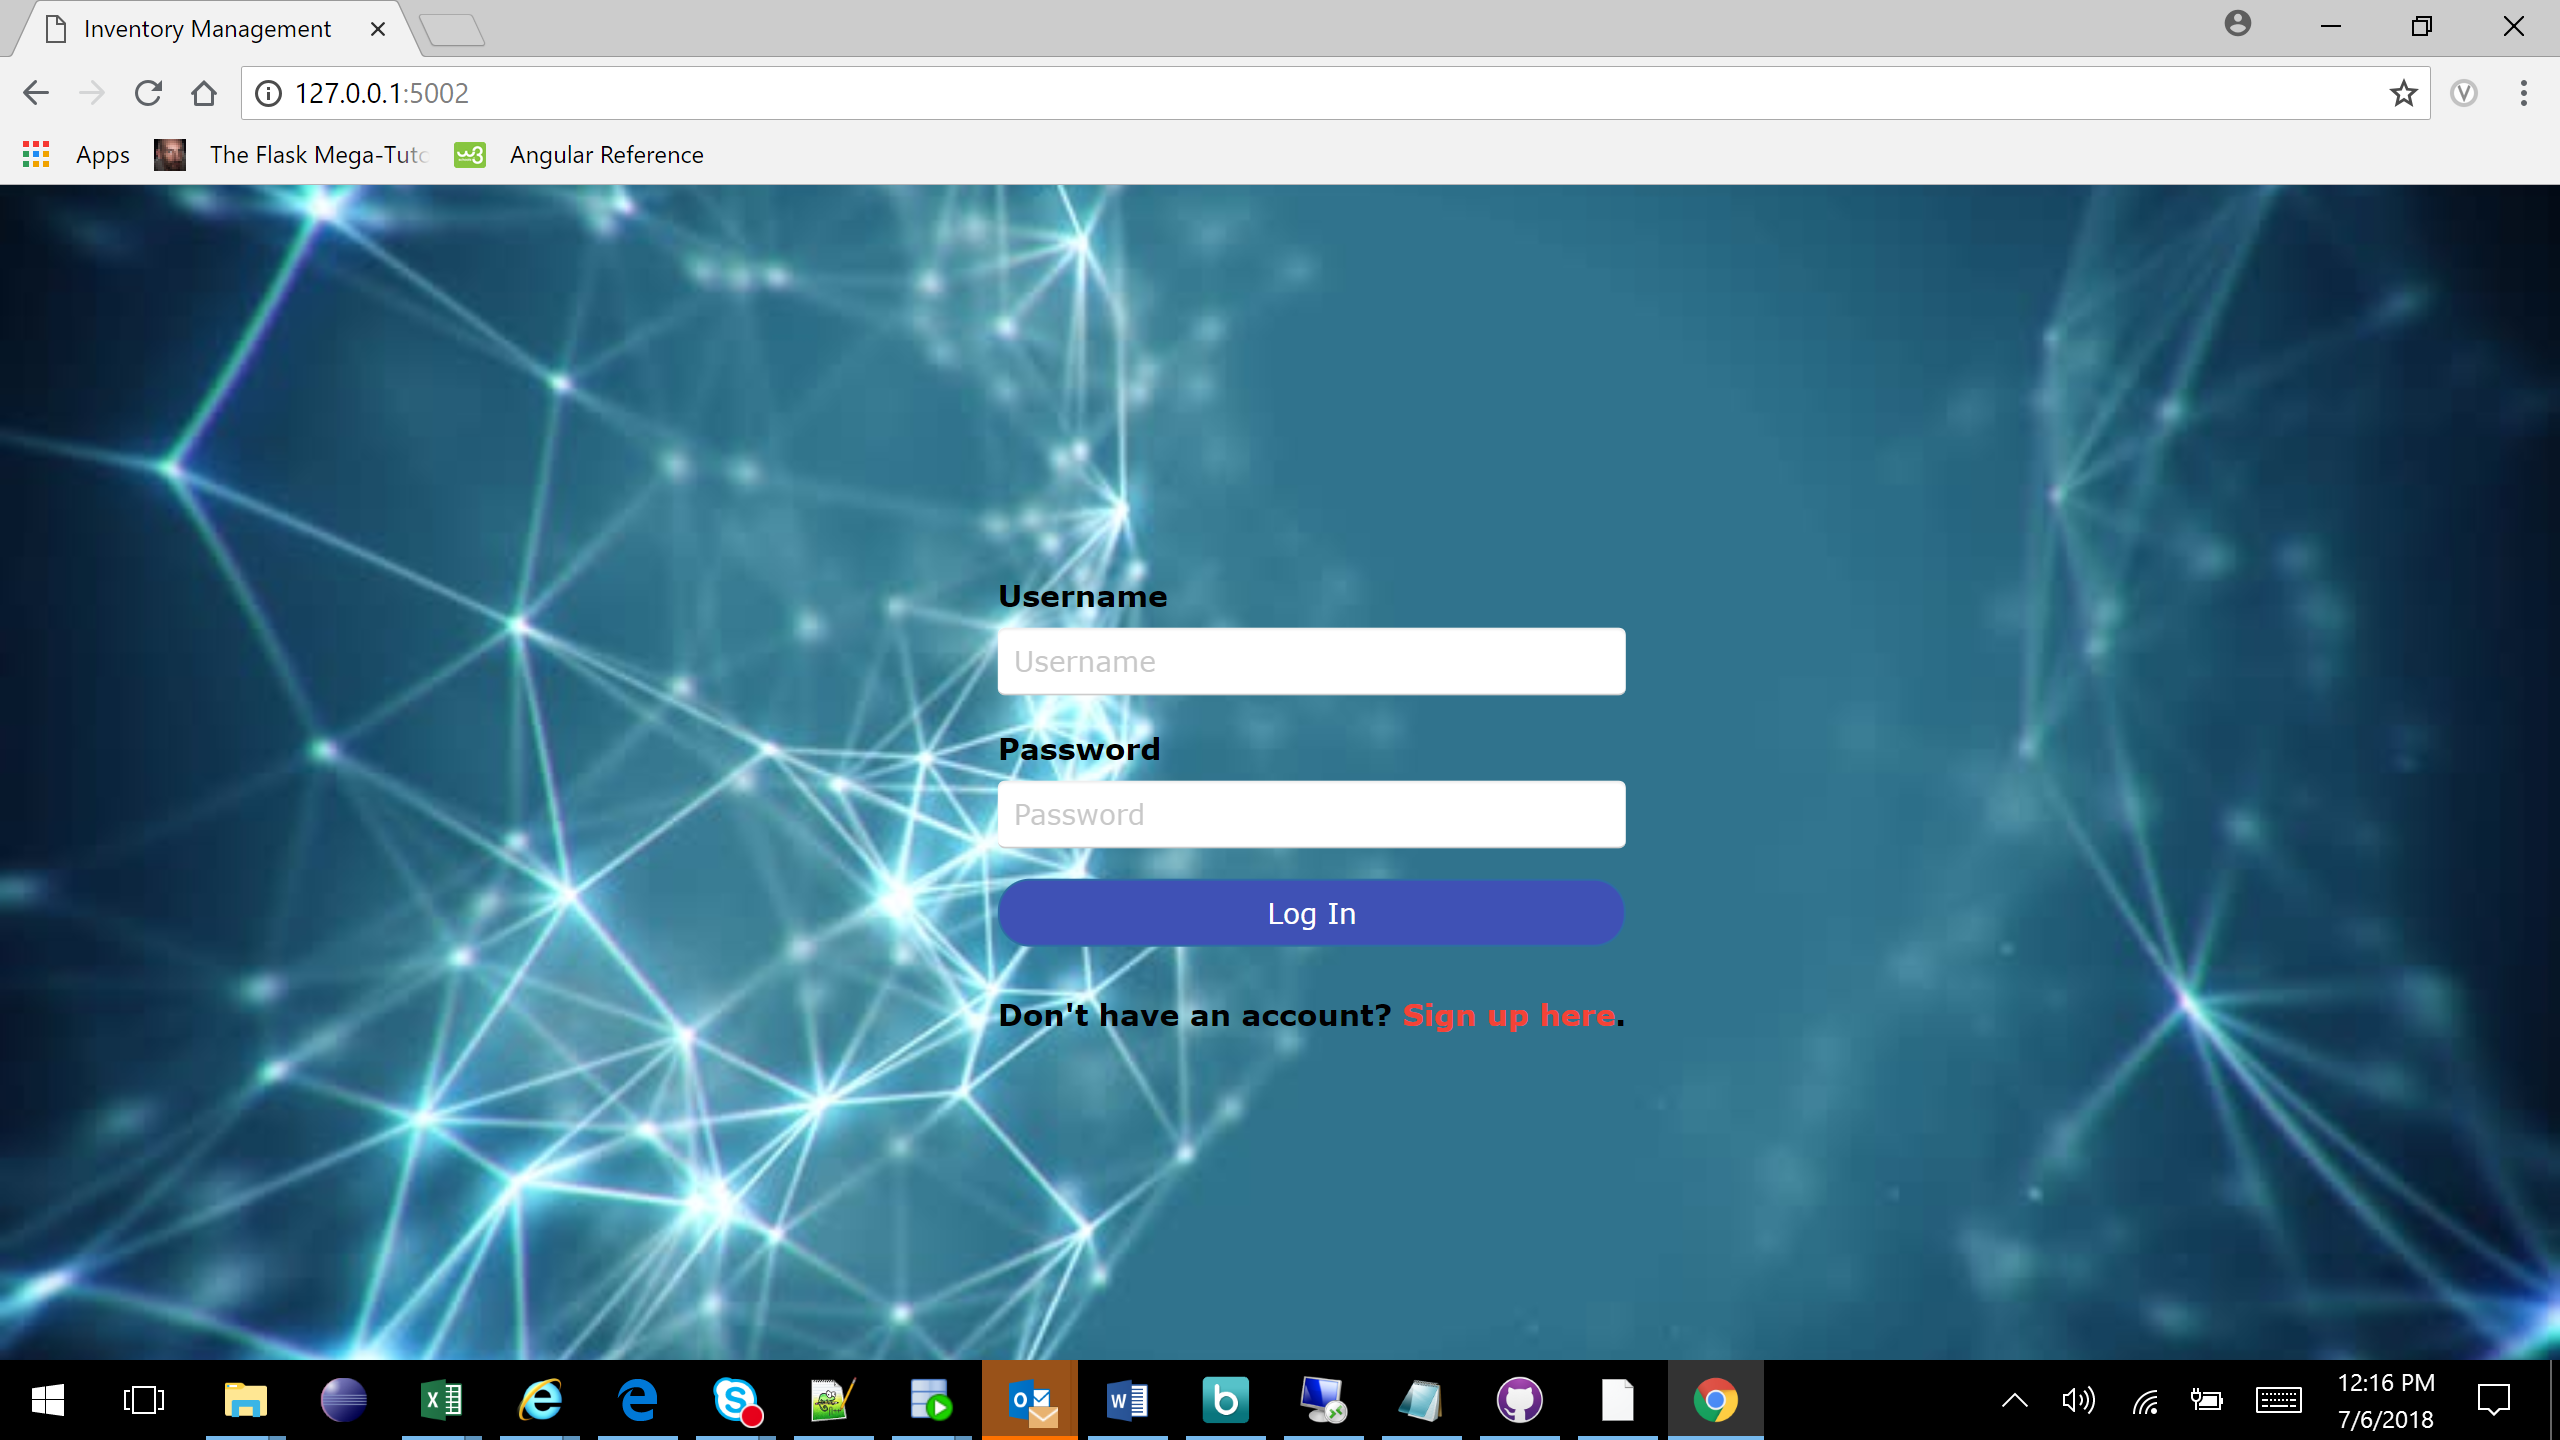 Inventory Management
127.0.0.1:5002
Apps
The Flask Mega-Tuto
Angular Reference
Username
Username
Password
Password
Log In
Don't have an account? Sign up here.
12:16 PM
7/6/2018